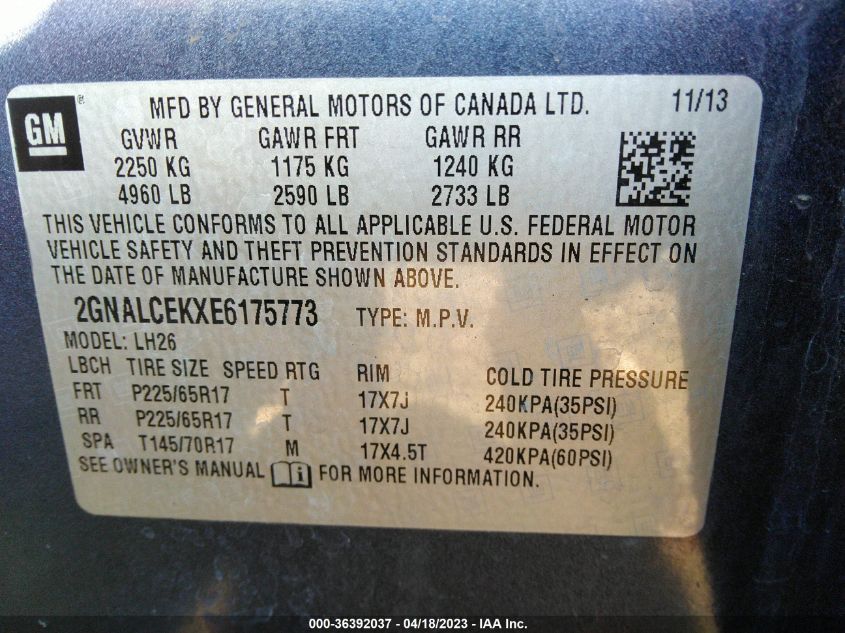 GM ®
MFD BY GENERAL MOTORS OF CANADA LTD. 11/13
GVWR GAWR FRT GAWR RR
2250 KG 1175 KG 1240 KG
4960 LB 2590 LB 2733 LB
THIS VEHICLE CONFORMS TO ALL APPLICABLE U.S. FEDERAL MOTOR
VEHICLE SAFETY AND THEFT PREVENTION STANDARDS IN EFFECT ON
THE DATE OF MANUFACTURE SHOWN ABOVE.
2GNALCEKXE6175773 TYPE: M.P.V.
MODEL: LH26
LBCH TIRE SIZE SPEED RTG RIM COLD TIRE PRESSURE
FRT P225/65R17 T 17X7J 240KPA(35PSI)
RR P225/65R17 T 17X7J 240KPA(35PSI)
SPA T145/70R17 M 17X4.5T 420KPA(60PSI)
SEE OWNER'S MANUAL i FOR MORE INFORMATION.
000-36392037 - 04/18/2023 - IAA Inc.